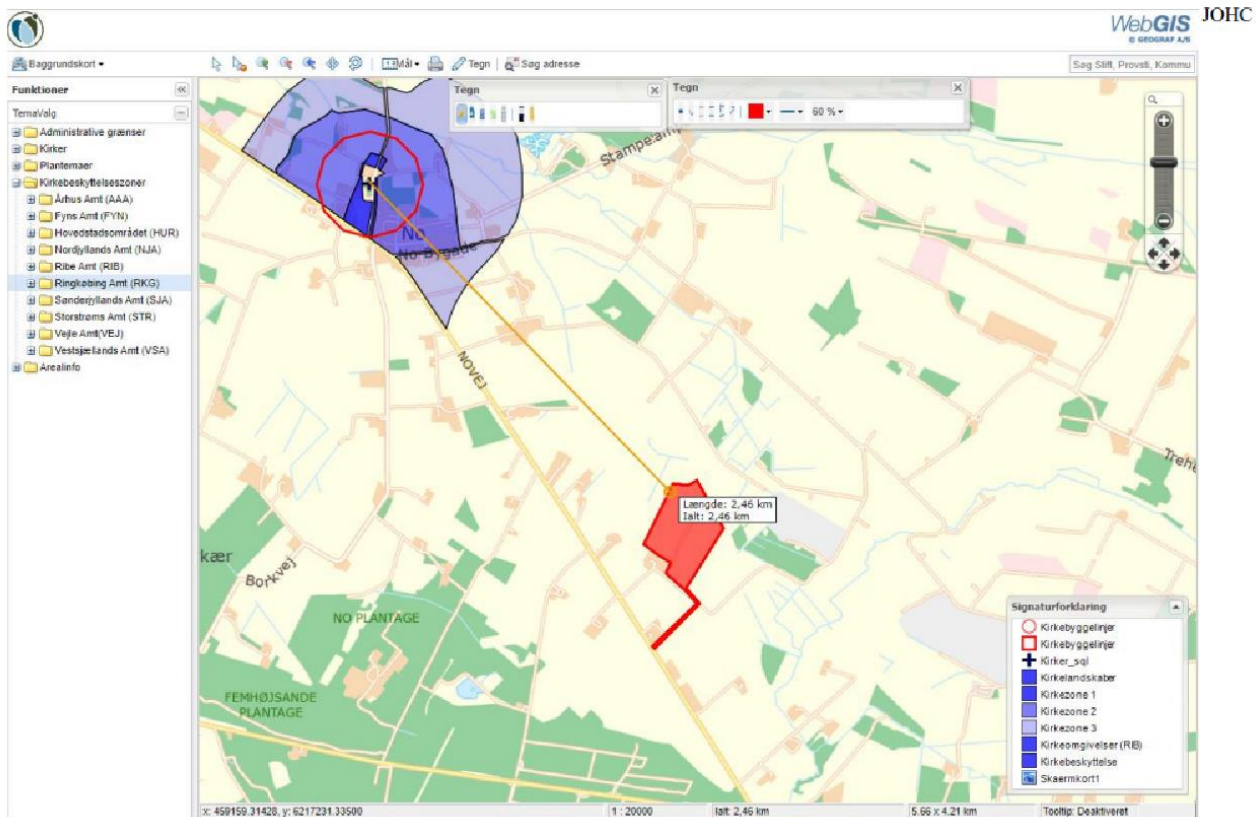 JOHC
WebGIS
© GEOGRAF A/S
Baggrundskort
Mål
Tegn
Søg adresse
Søg Stift, Provsti, Kommu
Funktioner
TemaValg
Administrative grænser
Kirker
Plantemaer
Kirkebeskyttelseszoner
Århus Amt (AAA)
Fyns Amt (FYN)
Hovedstadsområdet (HUR)
Nordjyllands Amt (NJA)
Ribe Amt (RIB)
Ringkøbing Amt (RKG)
Sønderjyllands Amt (SJA)
Storstrøms Amt (STR)
Vejle Amt(VEJ)
Vestsjællands Amt (VSA)
Arealinfo
Tegn
Tegn
60 %
No
No Bygade
NOVEJ
Længde: 2,46 km
Ialt: 2,46 km
kær
Borkvej
NO PLANTAGE
FEMHØJSANDE
PLANTAGE
Signaturforklaring
Kirkebyggelinjer
Kirkebyggelinjer
Kirker_sql
Kirkelandskaber
Kirkezone 1
Kirkezone 2
Kirkezone 3
Kirkeomgivelser (RIB)
Kirkebeskyttelse
Skaermkort1
x: 459159.31428, y: 6217231.33500
1 : 20000
Ialt: 2,46 km
5.66 x 4.21 km
Tooltip: Deaktiveret